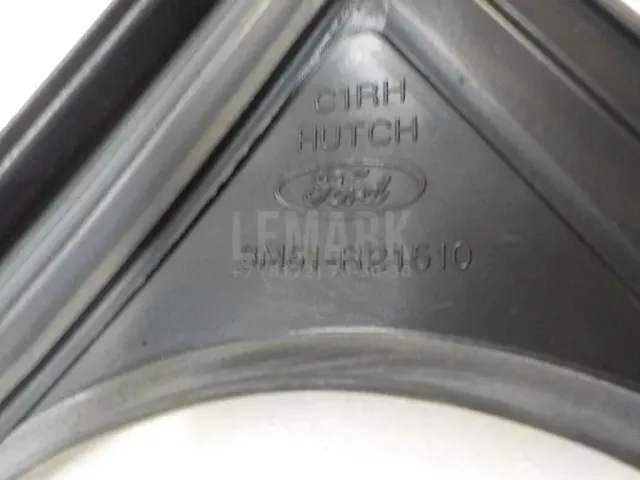 C1RH
HUTCH
Ford
LEMARK
3M51-R21610